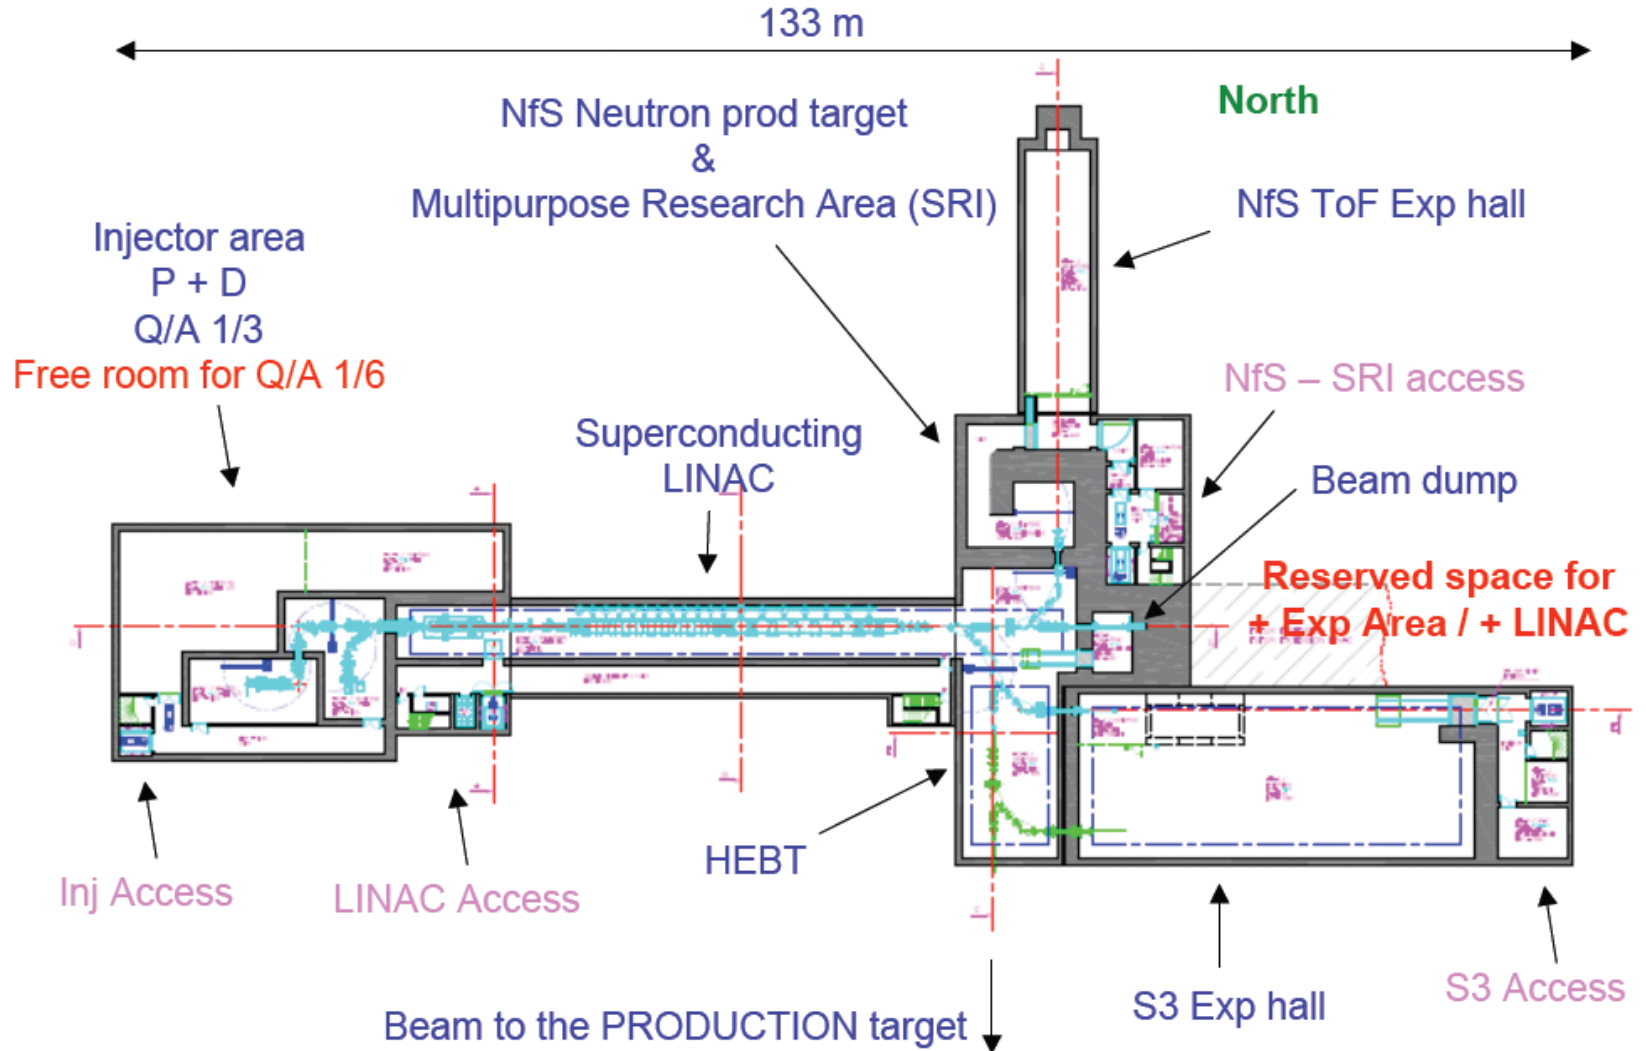 133 m
North
NfS Neutron prod target
&
Multipurpose Research Area (SRI)
NfS ToF Exp hall
Injector area
P + D
Q/A 1/3
Free room for Q/A 1/6
NfS – SRI access
Superconducting
LINAC
Beam dump
Reserved space for
+ Exp Area / + LINAC
HEBT
Inj Access
LINAC Access
S3 Exp hall
S3 Access
Beam to the PRODUCTION target